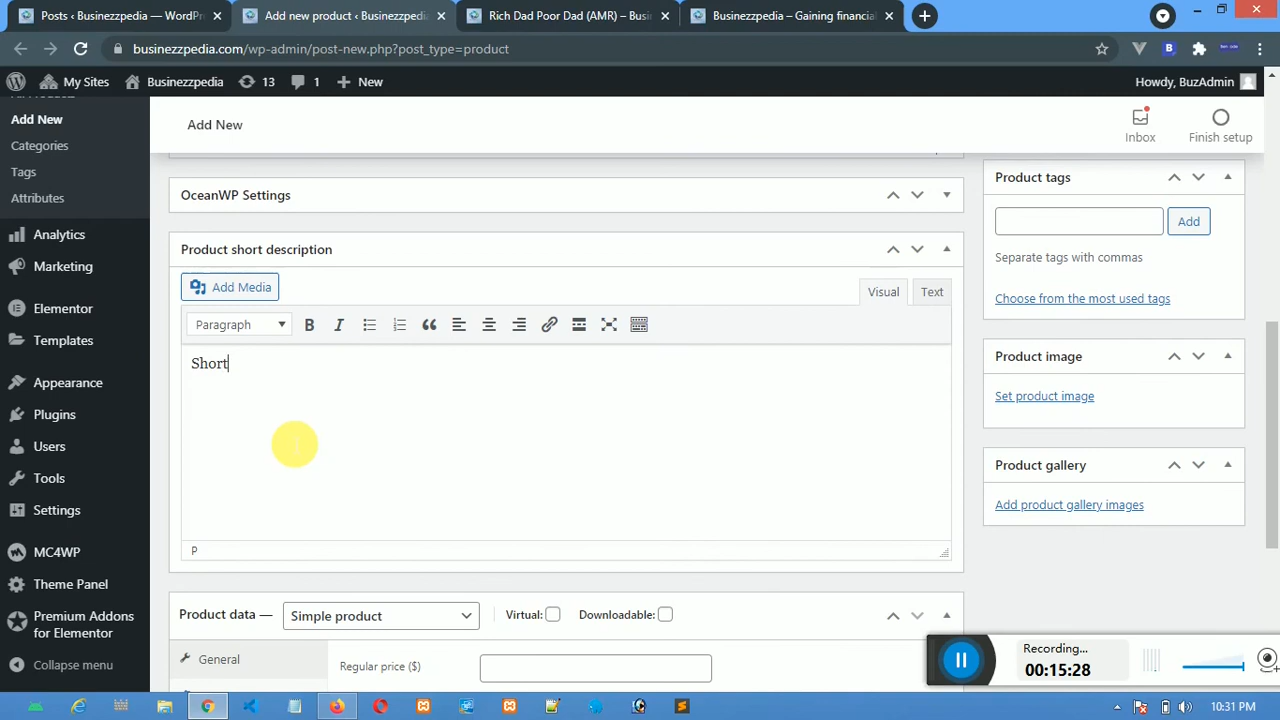 Posts ‹ Businezzpedia — WordPr
Add new product ‹ Businezzpedia
Rich Dad Poor Dad (AMR) – Busin
Businezzpedia – Gaining financial
businezzpedia.com/wp-admin/post-new.php?post_type=product
My Sites
Businezzpedia
13
1
New
Howdy, BuzAdmin
Add New
Categories
Tags
Attributes
Analytics
Marketing
Elementor
Templates
Appearance
Plugins
Users
Tools
Settings
MC4WP
Theme Panel
Premium Addons
for Elementor
Collapse menu
Add New
Inbox
Finish setup
OceanWP Settings
Product short description
Add Media
Visual
Text
Paragraph
Short
P
Product data —
Simple product
Virtual:
Downloadable:
General
Regular price ($)
Product tags
Add
Separate tags with commas
Choose from the most used tags
Product image
Set product image
Product gallery
Add product gallery images
Recording...
00:15:28
10:31 PM